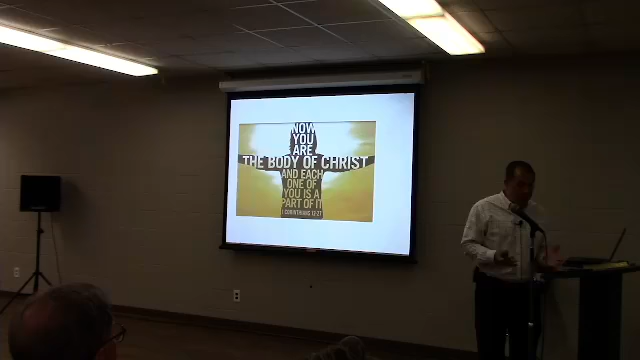 NOW
YOU
ARE
THE BODY OF CHRIST
AND EACH
ONE OF
YOU IS A
PART OF IT
1 CORINTHIANS 12:27